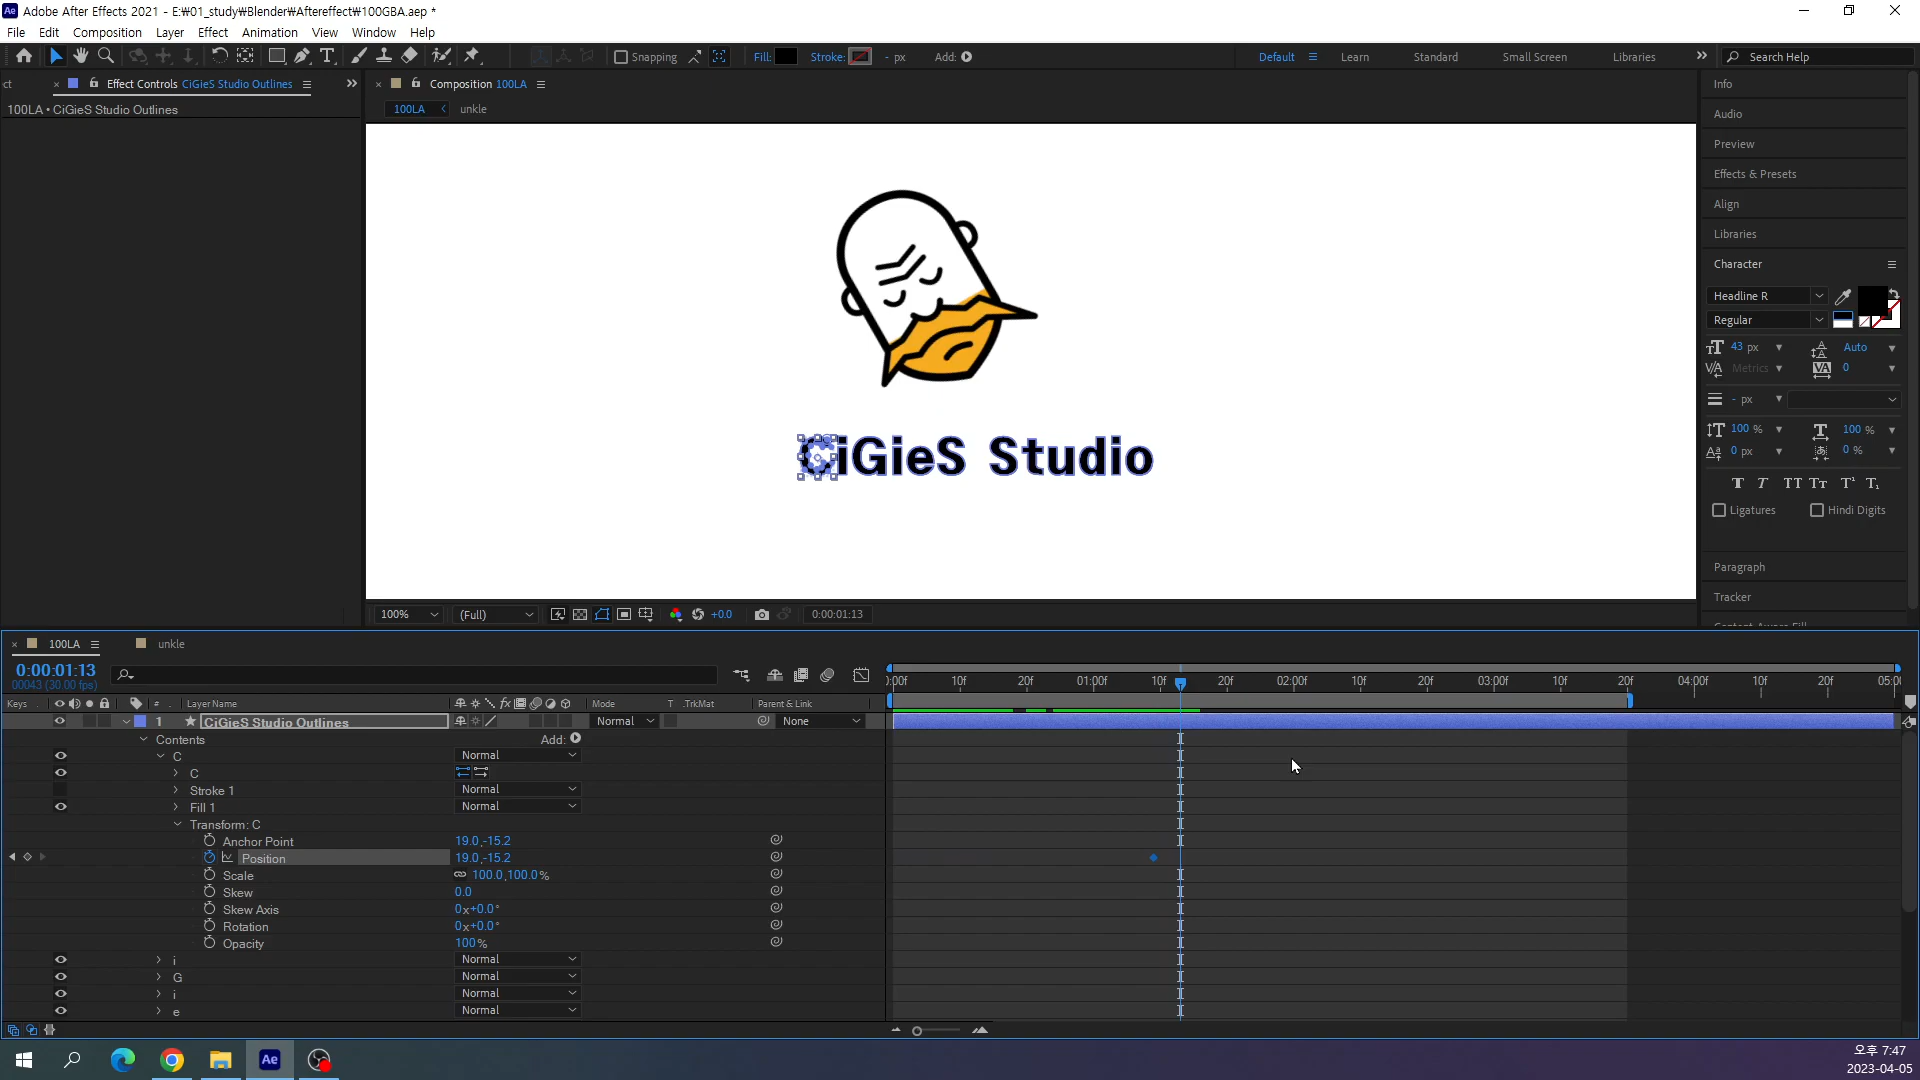 Adobe After Effects 2021 - E:₩01_study₩Blender₩Aftereffect₩100GBA.aep *
File Edit Composition Layer Effect Animation View Window Help
Snapping Fill: Stroke: - px Add: Default Learn Standard Small Screen Libraries Search Help
ct × Effect Controls CiGieS Studio Outlines
100LA • CiGieS Studio Outlines
× Composition 100LA
100LA unkle
CiGieS Studio
100% (Full) +0.0 0:00:01:13
Info
Audio
Preview
Effects & Presets
Align
Libraries
Character
Headline R
Regular
43 px Auto
Metrics 0
- px
100 % 100 %
0 px 0 %
T T TT Tt T¹ T₁
Ligatures Hindi Digits
Paragraph
Tracker
× 100LA unkle
0:00:01:13
00043 (30.00 fps)
:00f 10f 20f 01:00f 10f 20f 02:00f 10f 20f 03:00f 10f 20f 04:00f 10f 20f 05:00
Keys # Layer Name fx Mode T .TrkMat Parent & Link
1 CiGieS Studio Outlines Normal None
Contents Add:
C Normal
C
Stroke 1 Normal
Fill 1 Normal
Transform: C
Anchor Point 19.0,-15.2
Position 19.0,-15.2
Scale 100.0,100.0%
Skew 0.0
Skew Axis 0x+0.0°
Rotation 0x+0.0°
Opacity 100%
i Normal
G Normal
i Normal
e Normal
Ae
오후 7:47
2023-04-05